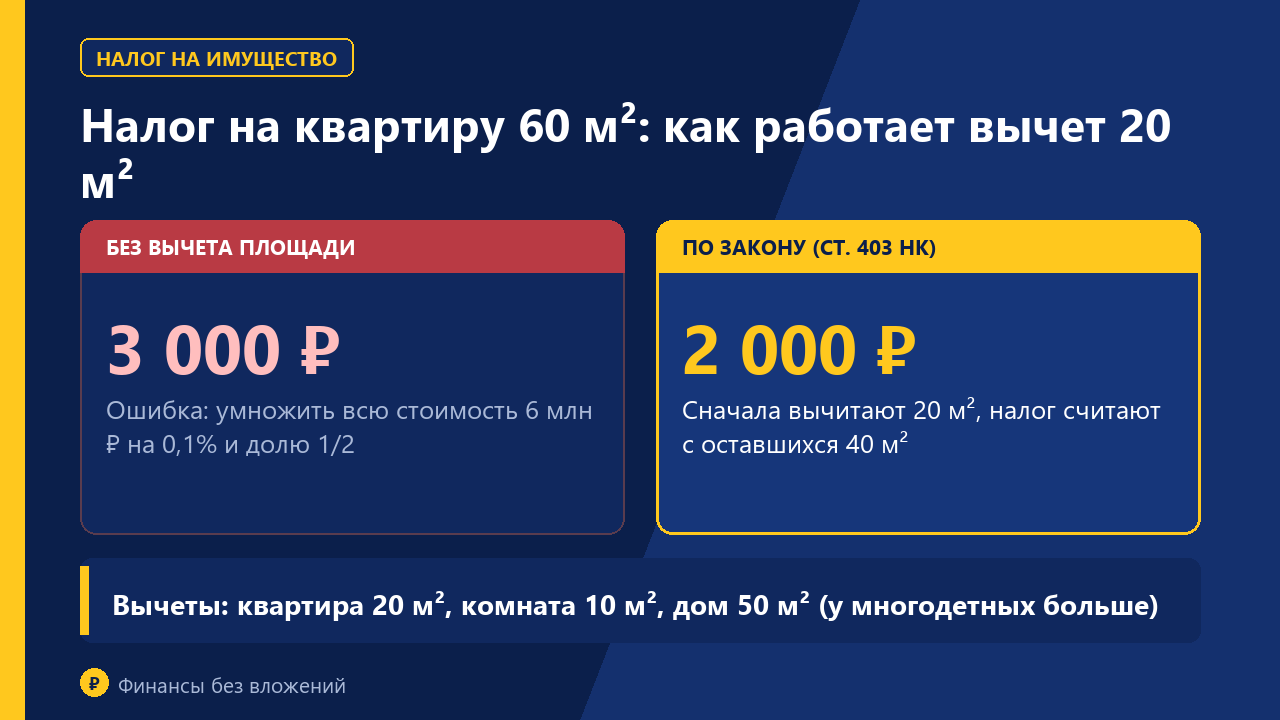 НАЛОГ НА ИМУЩЕСТВО
Налог на квартиру 60 м²: как работает вычет 20
м²
БЕЗ ВЫЧЕТА ПЛОЩАДИ
3 000 ₽
Ошибка: умножить всю стоимость 6 млн
₽ на 0,1% и долю 1/2
ПО ЗАКОНУ (СТ. 403 НК)
2 000 ₽
Сначала вычитают 20 м², налог считают
с оставшихся 40 м²
Вычеты: квартира 20 м², комната 10 м², дом 50 м² (у многодетных больше)
₽ Финансы без вложений